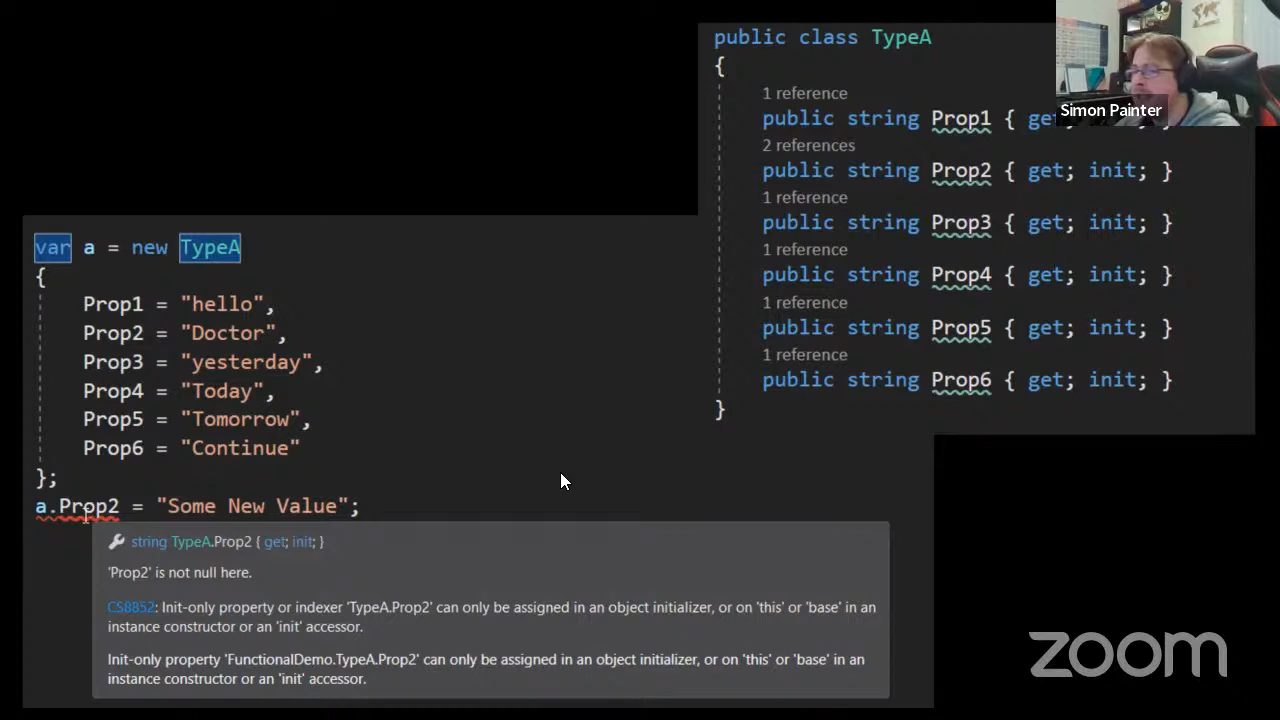 public class TypeA
{
1 reference
public string Prop1 { get;
2 references
public string Prop2 { get; init; }
1 reference
public string Prop3 { get; init; }
1 reference
public string Prop4 { get; init; }
1 reference
public string Prop5 { get; init; }
1 reference
public string Prop6 { get; init; }
}
Simon Painter
var a = new TypeA
{
Prop1 = "hello",
Prop2 = "Doctor",
Prop3 = "yesterday",
Prop4 = "Today",
Prop5 = "Tomorrow",
Prop6 = "Continue"
};
a.Prop2 = "Some New Value";
string TypeA.Prop2 { get; init; }
'Prop2' is not null here.
CS8852: Init-only property or indexer 'TypeA.Prop2' can only be assigned in an object initializer, or on 'this' or 'base' in an
instance constructor or an 'init' accessor.
Init-only property 'FunctionalDemo.TypeA.Prop2' can only be assigned in an object initializer, or on 'this' or 'base' in an
instance constructor or an 'init' accessor.
zoom